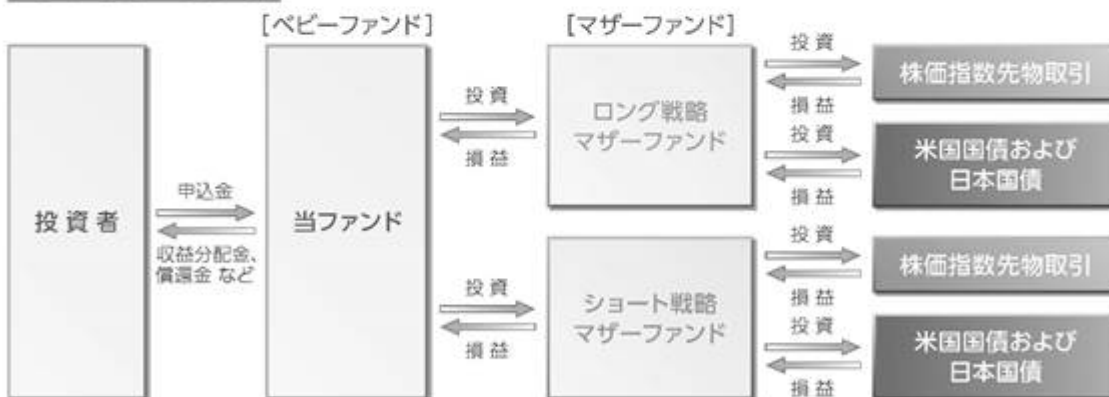 [ベビーファンド]
[マザーファンド]
投資者
申込金
収益分配金、
償還金 など
当ファンド
投資
損益
ロング戦略
マザーファンド
投資
損益
株価指数先物取引
投資
損益
米国国債および
日本国債
投資
損益
ショート戦略
マザーファンド
投資
損益
株価指数先物取引
投資
損益
米国国債および
日本国債